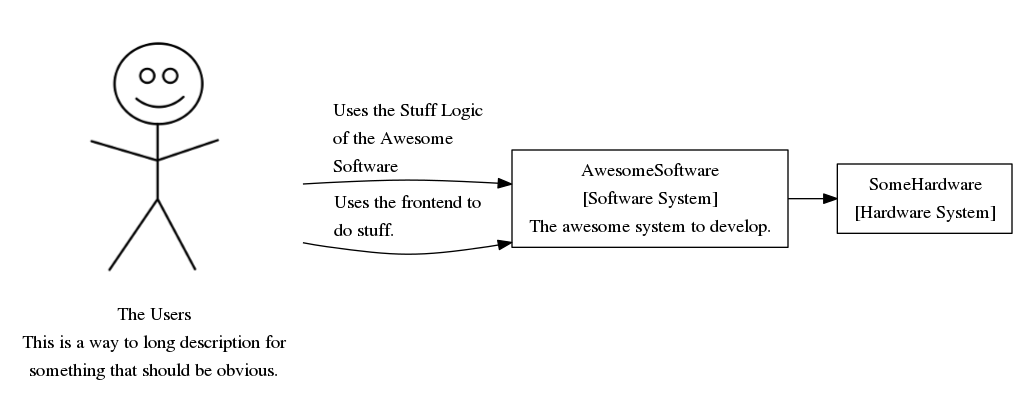 Uses the Stuff Logic
of the Awesome
Software
Uses the frontend to
do stuff.
AwesomeSoftware
[Software System]
The awesome system to develop.
SomeHardware
[Hardware System]
The Users
This is a way to long description for
something that should be obvious.